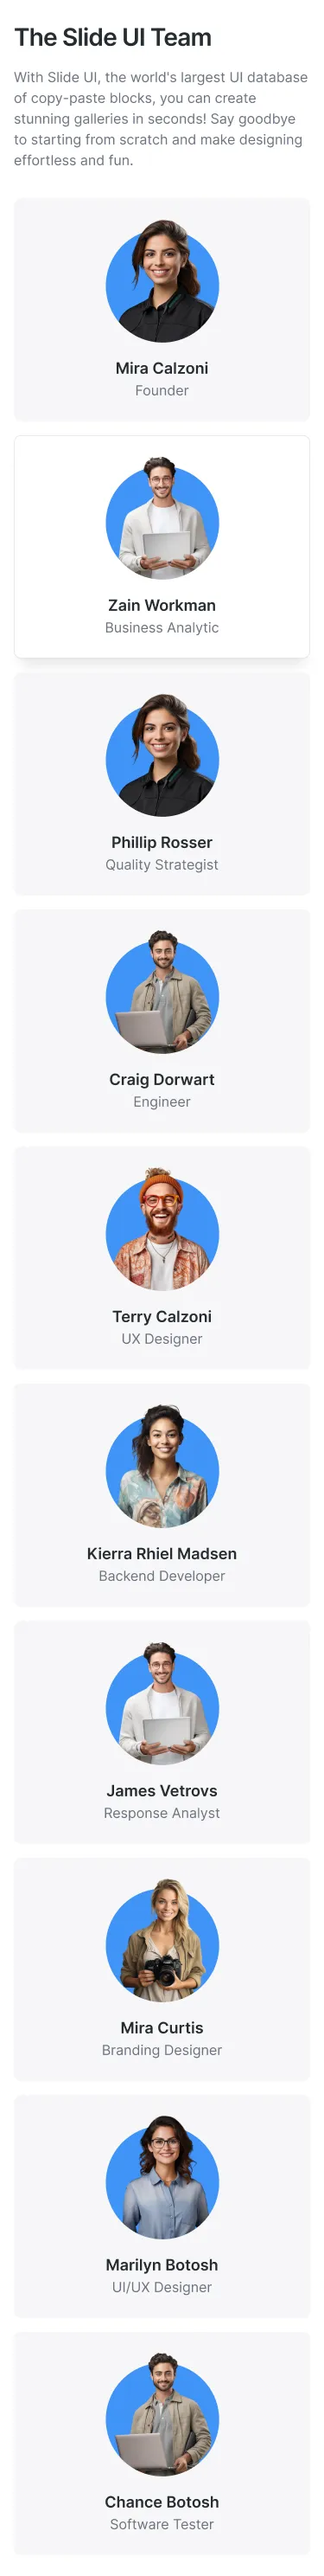 The Slide UI Team
With Slide UI, the world's largest UI database
of copy-paste blocks, you can create
stunning galleries in seconds! Say goodbye
to starting from scratch and make designing
effortless and fun.
Mira Calzoni
Founder
Zain Workman
Business Analytic
Phillip Rosser
Quality Strategist
Craig Dorwart
Engineer
Terry Calzoni
UX Designer
Kierra Rhiel Madsen
Backend Developer
James Vetrovs
Response Analyst
Mira Curtis
Branding Designer
Marilyn Botosh
UI/UX Designer
Chance Botosh
Software Tester